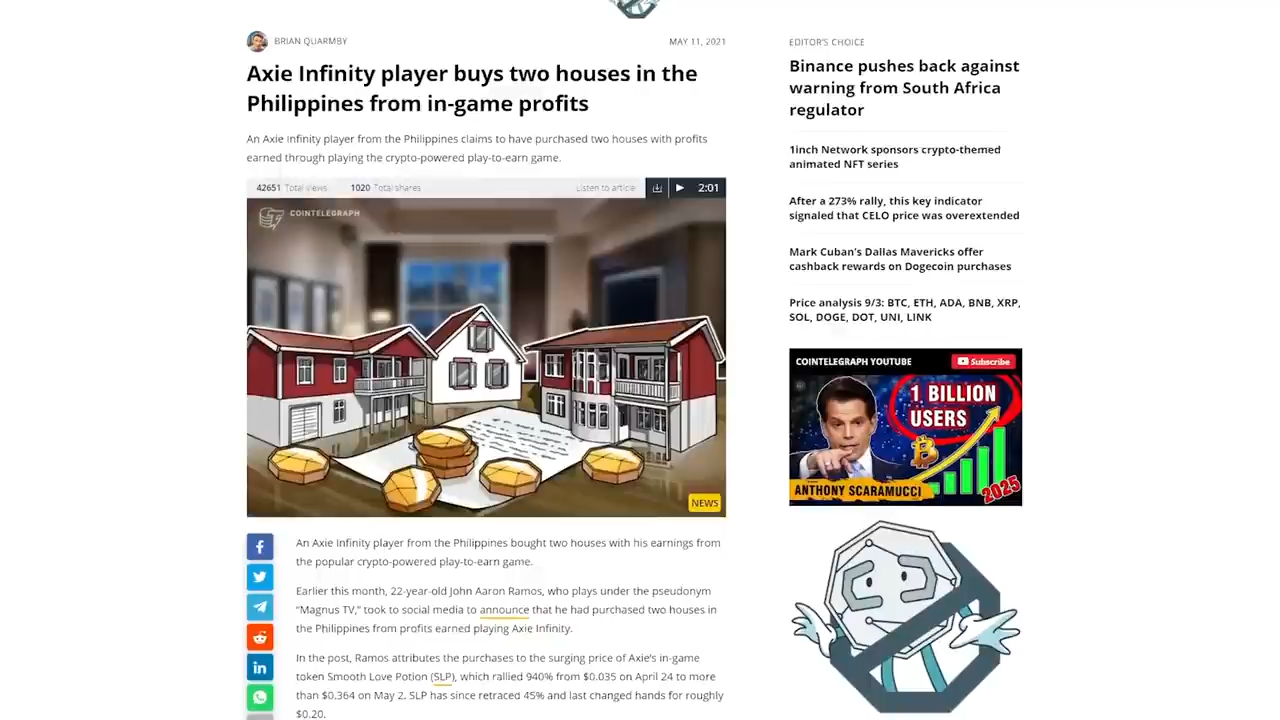 BRIAN QUARMBY
MAY 11, 2021
Axie Infinity player buys two houses in the
Philippines from in-game profits
An Axie Infinity player from the Philippines claims to have purchased two houses with profits
earned through playing the crypto-powered play-to-earn game.
42651 Total views
1020 Total shares
Listen to article
2:01
COINTELEGRAPH
NEWS
An Axie Infinity player from the Philippines bought two houses with his earnings from
the popular crypto-powered play-to-earn game.
Earlier this month, 22-year-old John Aaron Ramos, who plays under the pseudonym
“Magnus TV,” took to social media to announce that he had purchased two houses in
the Philippines from profits earned playing Axie Infinity.
In the post, Ramos attributes the purchases to the surging price of Axie's in-game
token Smooth Love Potion (SLP), which rallied 940% from $0.035 on April 24 to more
than $0.364 on May 2. SLP has since retraced 45% and last changed hands for roughly
$0.20.
EDITOR'S CHOICE
Binance pushes back against
warning from South Africa
regulator
1inch Network sponsors crypto-themed
animated NFT series
After a 273% rally, this key indicator
signaled that CELO price was overextended
Mark Cuban's Dallas Mavericks offer
cashback rewards on Dogecoin purchases
Price analysis 9/3: BTC, ETH, ADA, BNB, XRP,
SOL, DOGE, DOT, UNI, LINK
COINTELEGRAPH YOUTUBE
Subscribe
1 BILLION
USERS
ANTHONY SCARAMUCCI
2025